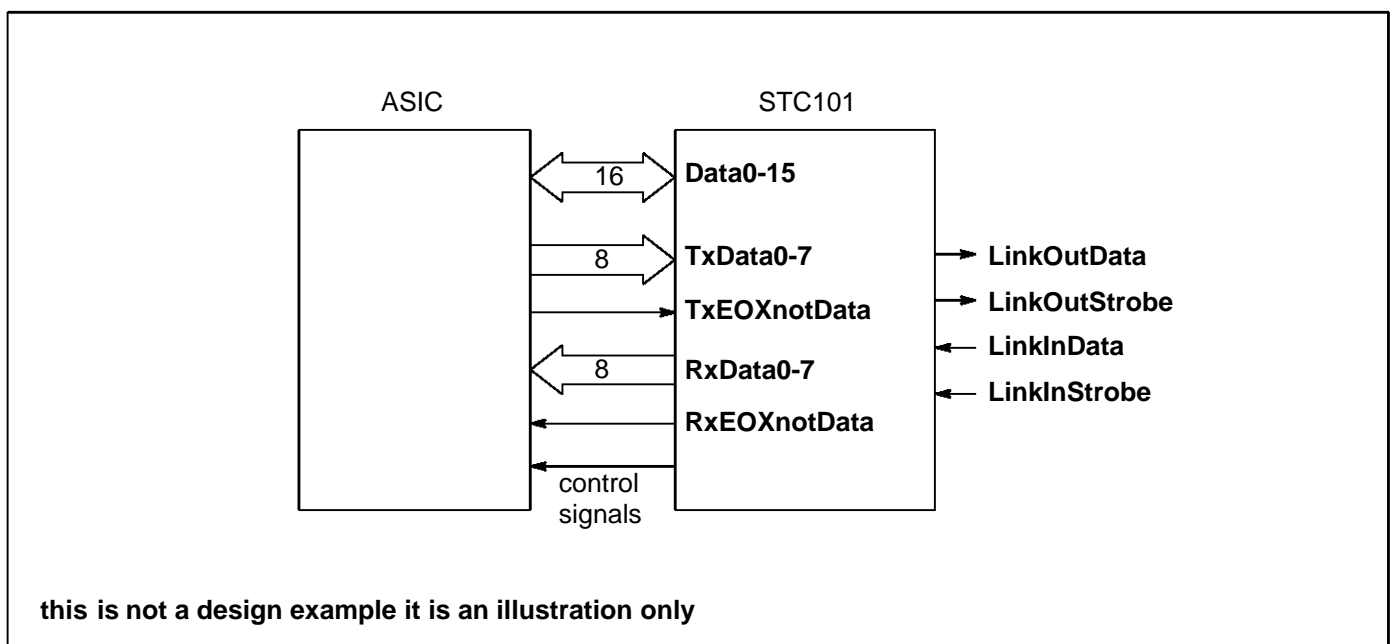 ASIC
STC101
16
Data0-15
8
TxData0-7
TxEOXnotData
8
RxData0-7
RxEOXnotData
control
signals
LinkOutData
LinkOutStrobe
LinkInData
LinkInStrobe
this is not a design example it is an illustration only